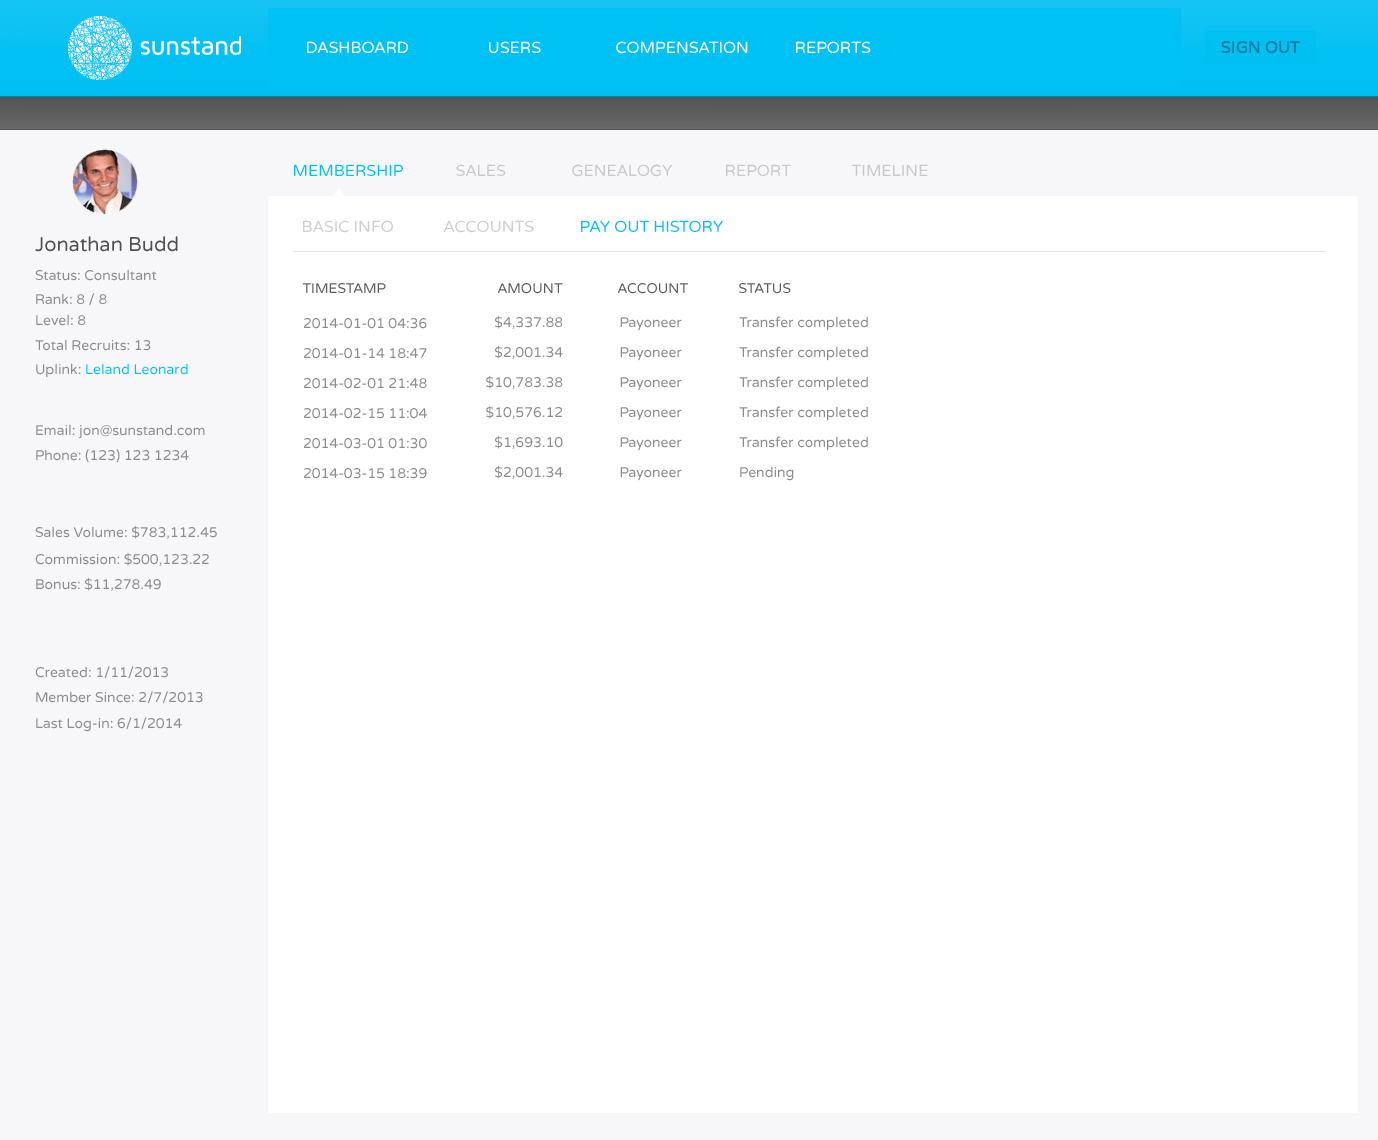 sunstand
DASHBOARD USERS COMPENSATION REPORTS SIGN OUT
MEMBERSHIP SALES GENEALOGY REPORT TIMELINE
BASIC INFO ACCOUNTS PAY OUT HISTORY
Jonathan Budd
Status: Consultant
Rank: 8 / 8
Level: 8
Total Recruits: 13
Uplink: Leland Leonard
Email: jon@sunstand.com
Phone: (123) 123 1234
Sales Volume: $783,112.45
Commission: $500,123.22
Bonus: $11,278.49
Created: 1/11/2013
Member Since: 2/7/2013
Last Log-in: 6/1/2014
TIMESTAMP AMOUNT ACCOUNT STATUS
2014-01-01 04:36 $4,337.88 Payoneer Transfer completed
2014-01-14 18:47 $2,001.34 Payoneer Transfer completed
2014-02-01 21:48 $10,783.38 Payoneer Transfer completed
2014-02-15 11:04 $10,576.12 Payoneer Transfer completed
2014-03-01 01:30 $1,693.10 Payoneer Transfer completed
2014-03-15 18:39 $2,001.34 Payoneer Pending